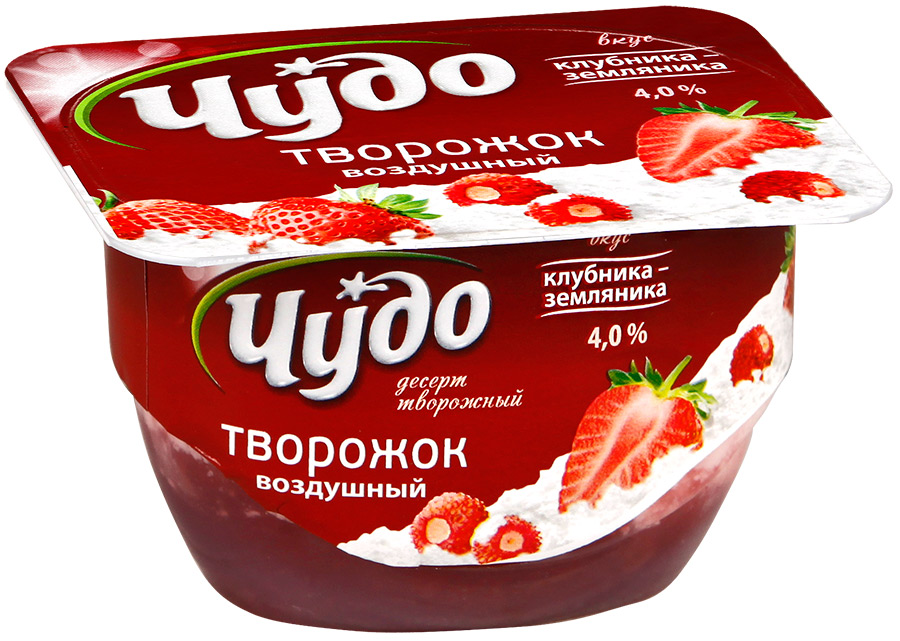 Чудо
творожок
воздушный
вкус
клубника
земляника
4,0%
вкус
клубника-
земляника
4,0%
Чудо
десерт
творожный
творожок
воздушный